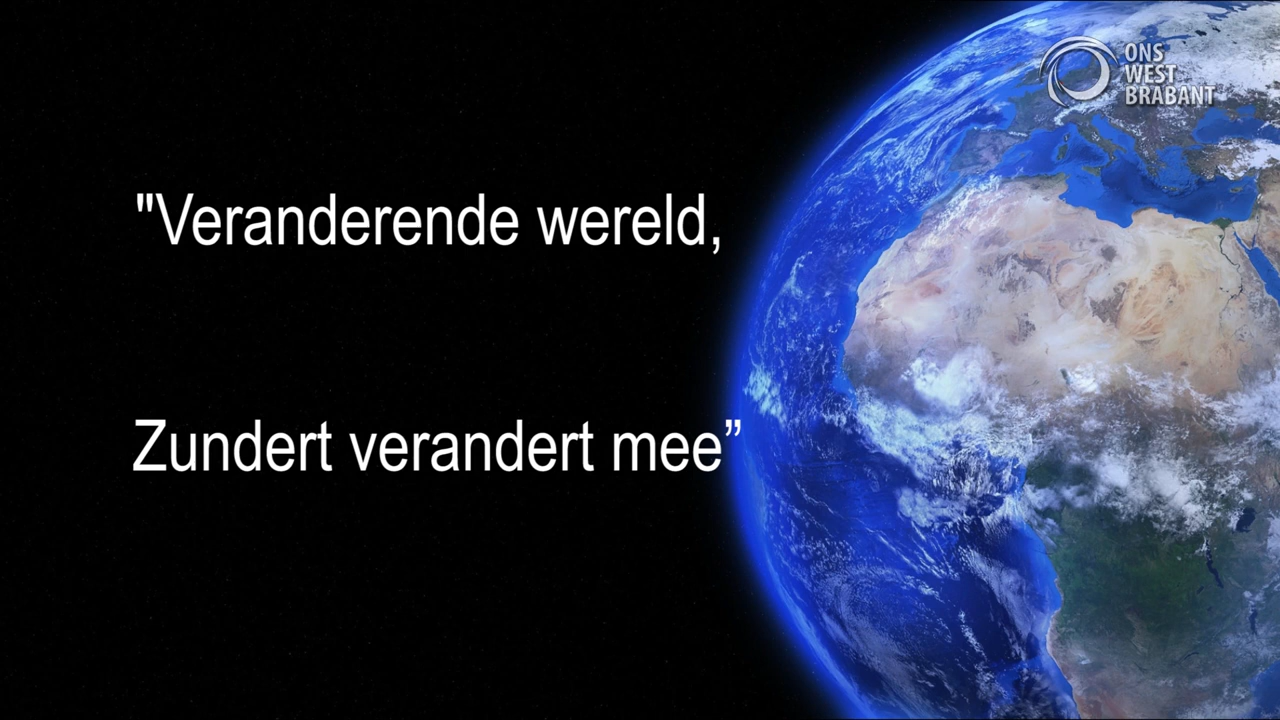 ONS
WEST
BRABANT
"Veranderende wereld,
Zundert verandert mee”